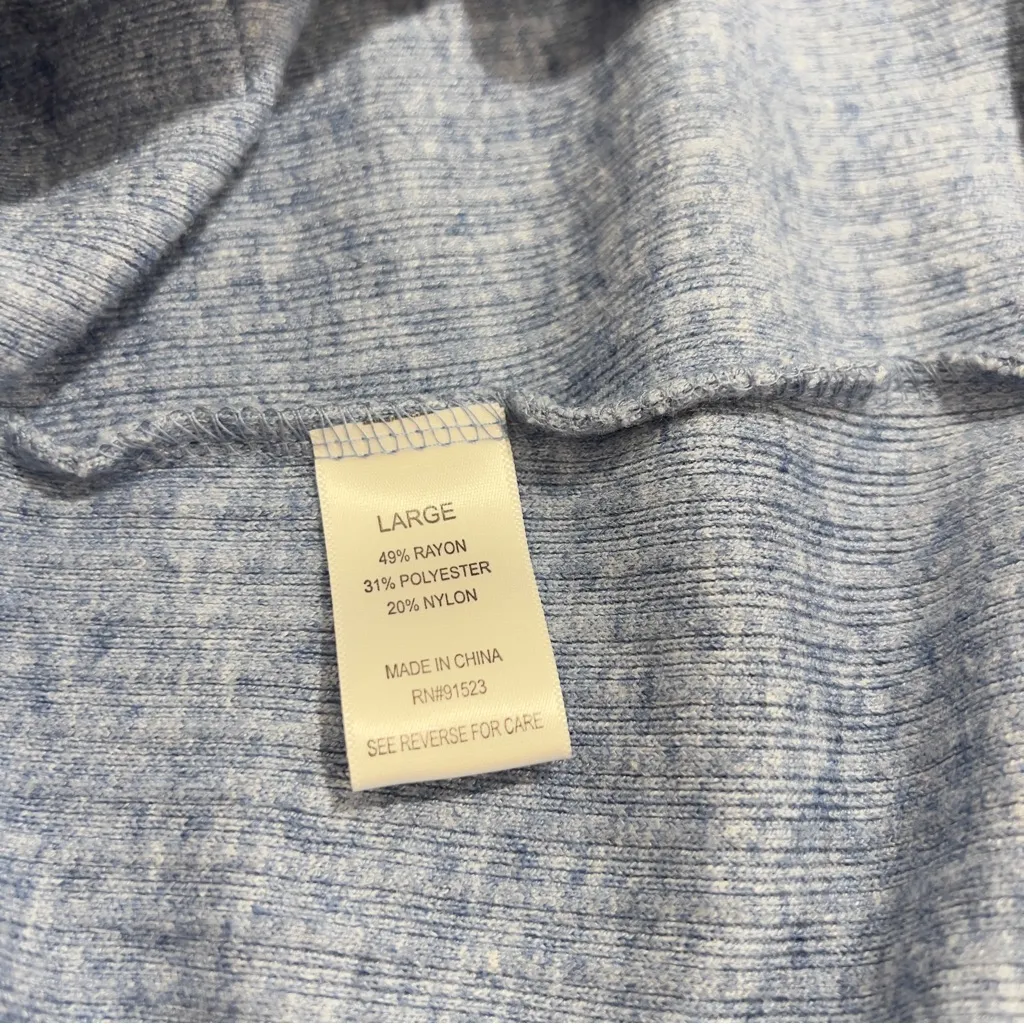 LARGE
49% RAYON
31% POLYESTER
20% NYLON
MADE IN CHINA
RN#91523
SEE REVERSE FOR CARE